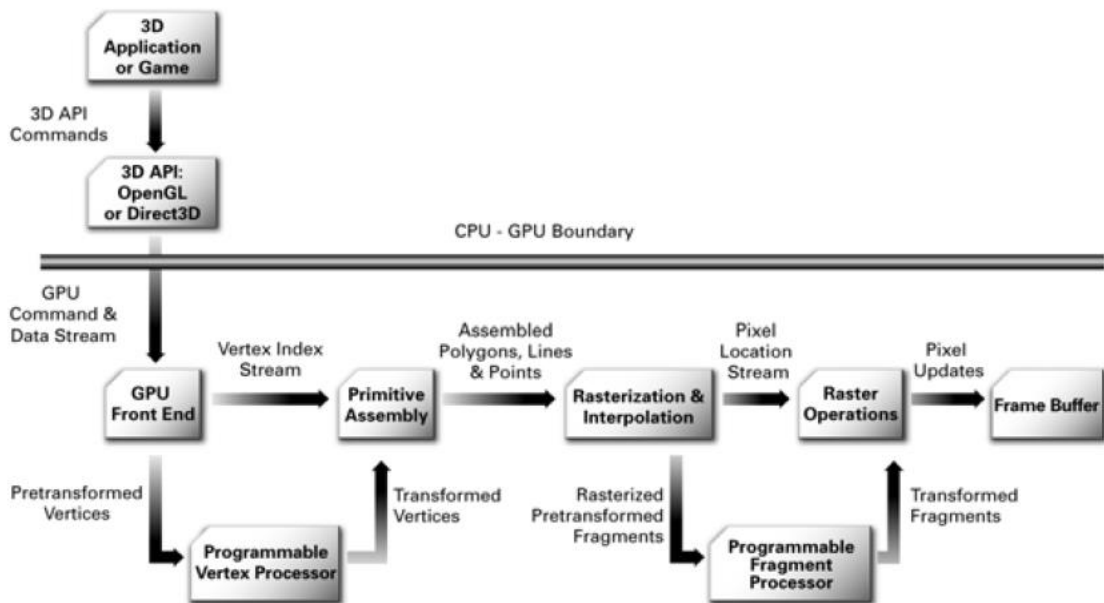 3D
Application
or Game
3D API
Commands
3D API:
OpenGL
or Direct3D
CPU - GPU Boundary
GPU
Command &
Data Stream
Vertex Index
Stream
Assembled
Polygons, Lines
& Points
Pixel
Location
Stream
Pixel
Updates
GPU
Front End
Primitive
Assembly
Rasterization &
Interpolation
Raster
Operations
Frame Buffer
Pretransformed
Vertices
Transformed
Vertices
Rasterized
Pretransformed
Fragments
Transformed
Fragments
Programmable
Vertex Processor
Programmable
Fragment
Processor